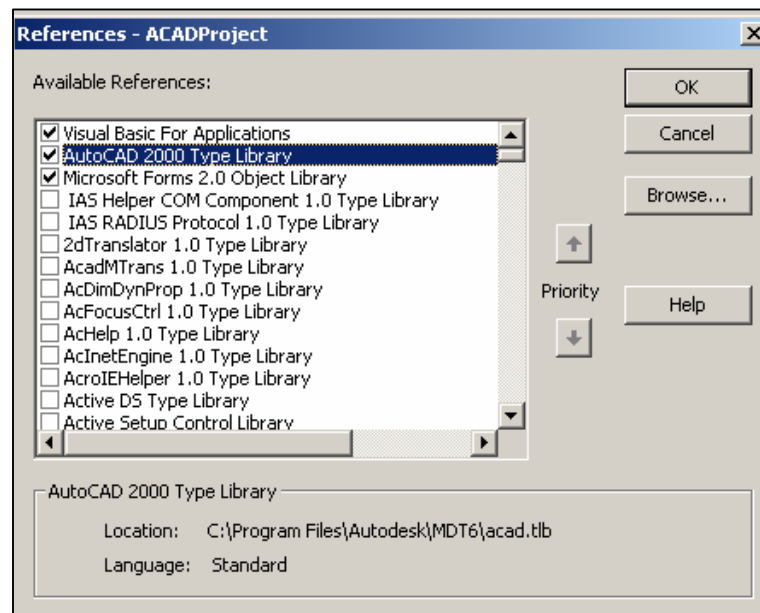 References - ACADProject
Available References:
OK
Cancel
Browse...
Help
Priority
Visual Basic For Applications
AutoCAD 2000 Type Library
Microsoft Forms 2.0 Object Library
IAS Helper COM Component 1.0 Type Library
IAS RADIUS Protocol 1.0 Type Library
2dTranslator 1.0 Type Library
AcadMTrans 1.0 Type Library
AcDimDynProp 1.0 Type Library
AcFocusCtrl 1.0 Type Library
AcHelp 1.0 Type Library
AcInetEngine 1.0 Type Library
AcroIEHelper 1.0 Type Library
Active DS Type Library
Active Setup Control Library
AutoCAD 2000 Type Library
Location: C:\Program Files\Autodesk\MDT6\acad.tlb
Language: Standard